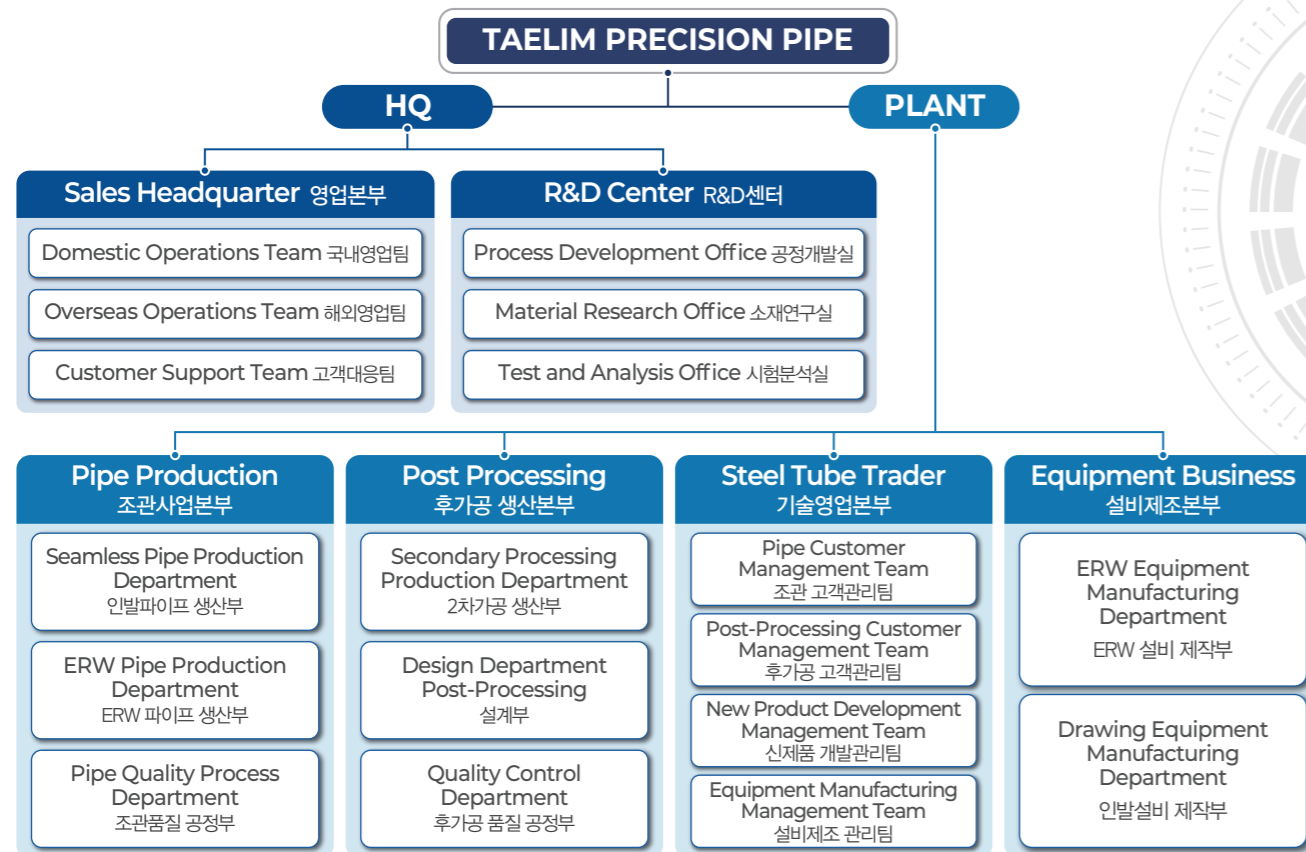 TAELIM PRECISION PIPE
HQ
PLANT
Sales Headquarter 영업본부
Domestic Operations Team 국내영업팀
Overseas Operations Team 해외영업팀
Customer Support Team 고객대응팀
R&D Center R&D센터
Process Development Office 공정개발실
Material Research Office 소재연구실
Test and Analysis Office 시험분석실
Pipe Production
조관사업본부
Seamless Pipe Production
Department
인발파이프 생산부
ERW Pipe Production
Department
ERW 파이프 생산부
Pipe Quality Process
Department
조관품질 공정부
Post Processing
후가공 생산본부
Secondary Processing
Production Department
2차가공 생산부
Design Department
Post-Processing
설계부
Quality Control
Department
후가공 품질 공정부
Steel Tube Trader
기술영업본부
Pipe Customer
Management Team
조관 고객관리팀
Post-Processing Customer
Management Team
후가공 고객관리팀
New Product Development
Management Team
신제품 개발관리팀
Equipment Manufacturing
Management Team
설비제조 관리팀
Equipment Business
설비제조본부
ERW Equipment
Manufacturing
Department
ERW 설비 제작부
Drawing Equipment
Manufacturing
Department
인발설비 제작부